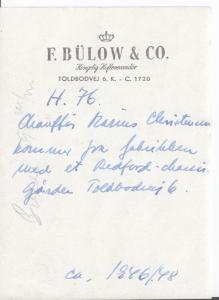 F. BÜLOW & CO.
Kongelig Hofleverandør
TOLDBODVEJ 6, K. - C. 1720
H. 76.
Chauffør Marius Christensen
kommer fra fabrikken
med et Bedford-chassis.
Gården Toldbodvej 6.
ca. 1946/48